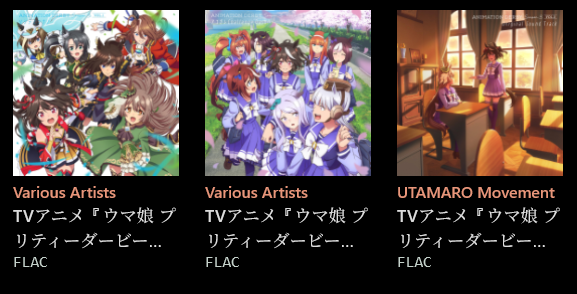 Various Artists
TVアニメ『ウマ娘 プ
リティーダービー...
FLAC
Various Artists
TVアニメ『ウマ娘 プ
リティーダービー...
FLAC
UTAMARO Movement
TVアニメ『ウマ娘 プ
リティーダービー...
FLAC